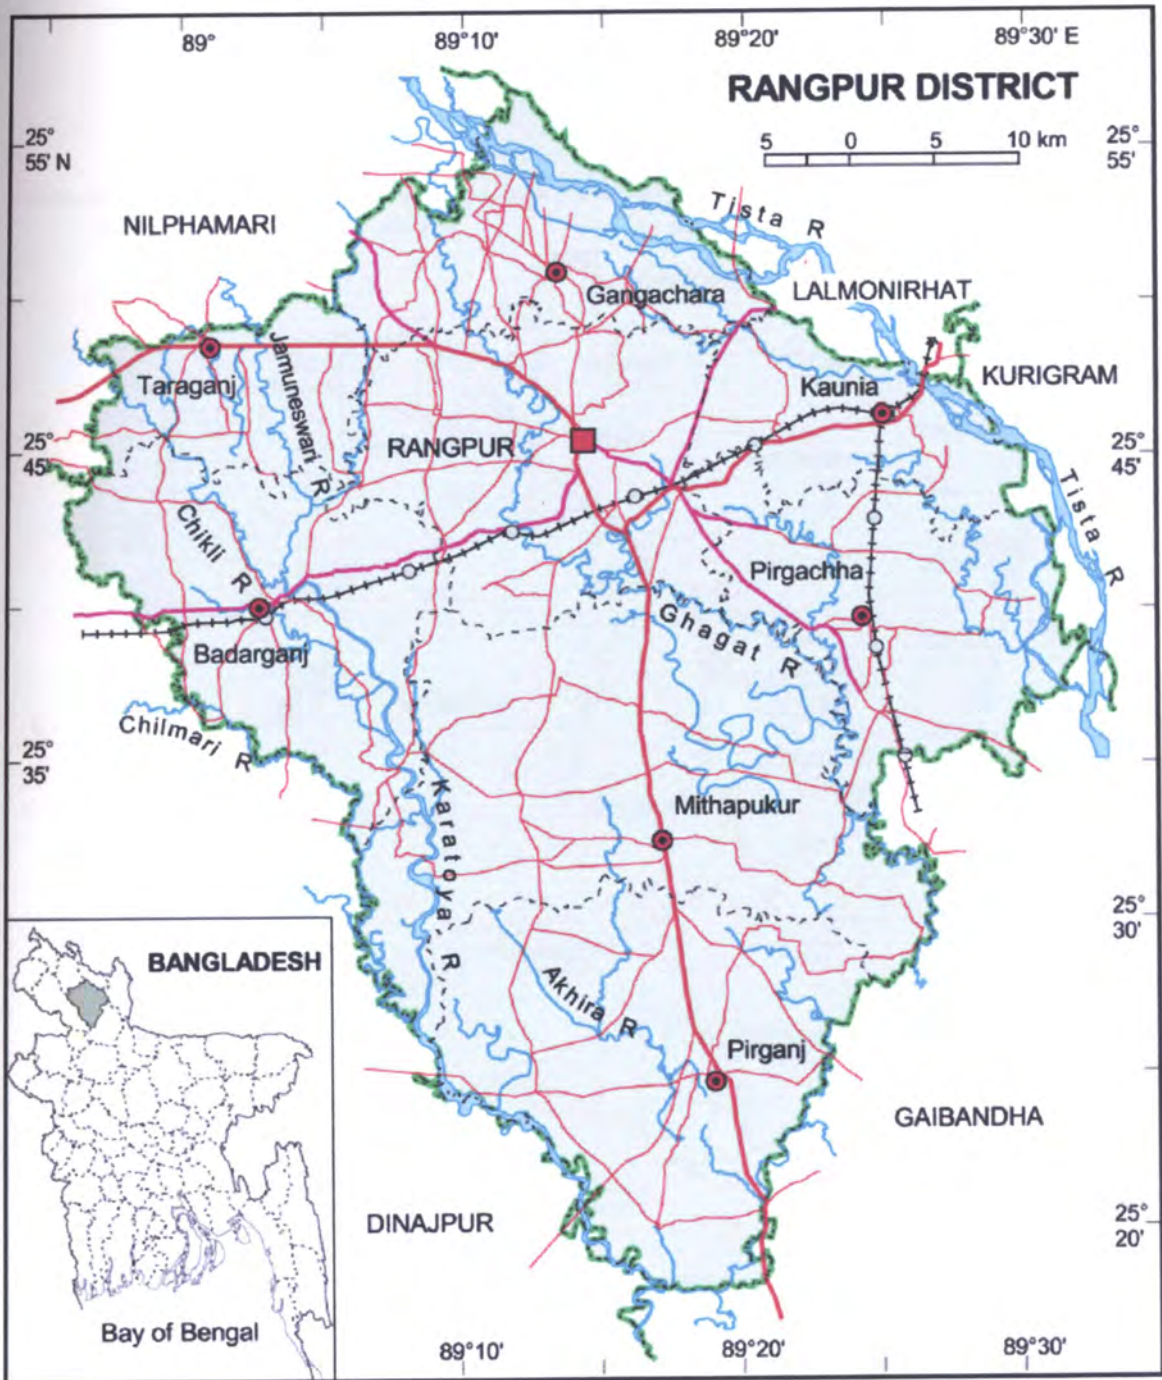 89° 89°10' 89°20' 89°30' E
RANGPUR DISTRICT
5 0 5 10 km
25°
55' N
25°
55'
NILPHAMARI
Tista R
Gangachara
LALMONIRHAT
Taraganj
Jamuneswari R
Kaunia
KURIGRAM
RANGPUR
25°
45'
25°
45'
Chikli R
Tista R
Pirgachha
Ghagat R
Badarganj
Chilmari R
25°
35'
Karatoya R
Mithapukur
25°
30'
Akhira R
BANGLADESH
Pirganj
GAIBANDHA
DINAJPUR
25°
20'
Bay of Bengal
89°10' 89°20' 89°30'